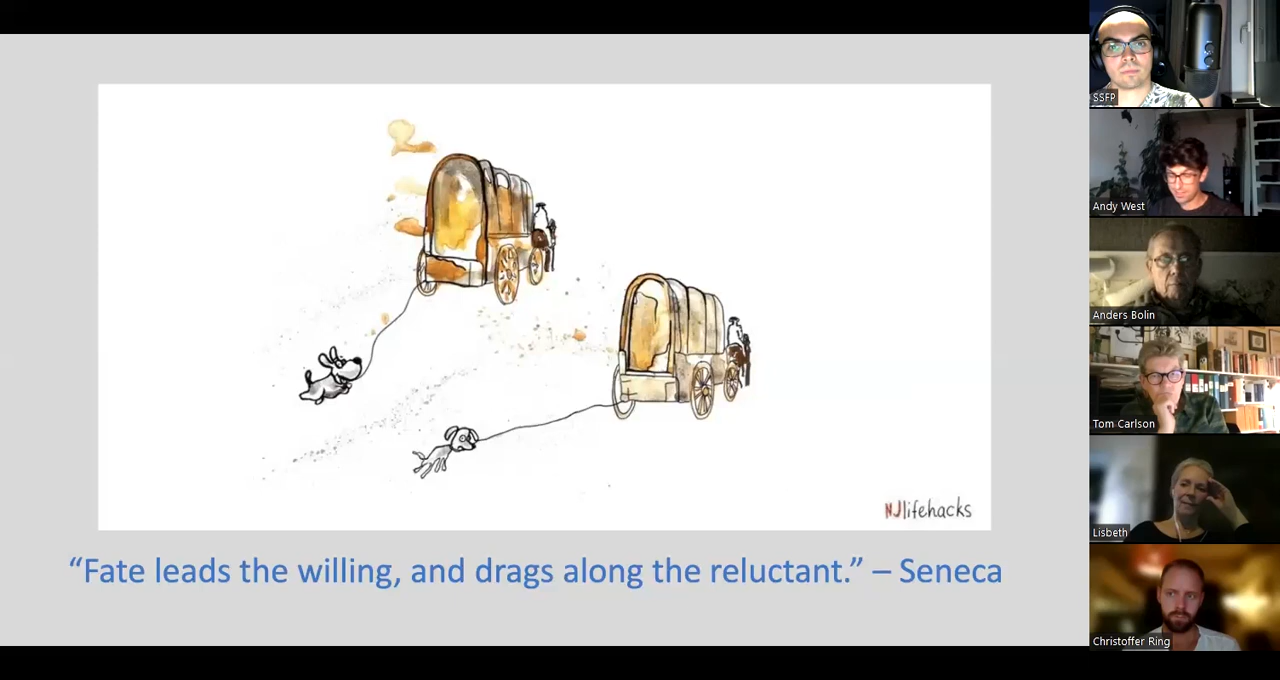 NJlifehacks
“Fate leads the willing, and drags along the reluctant.” – Seneca
SSFP
Andy West
Anders Bolin
Tom Carlson
Lisbeth
Christoffer Ring